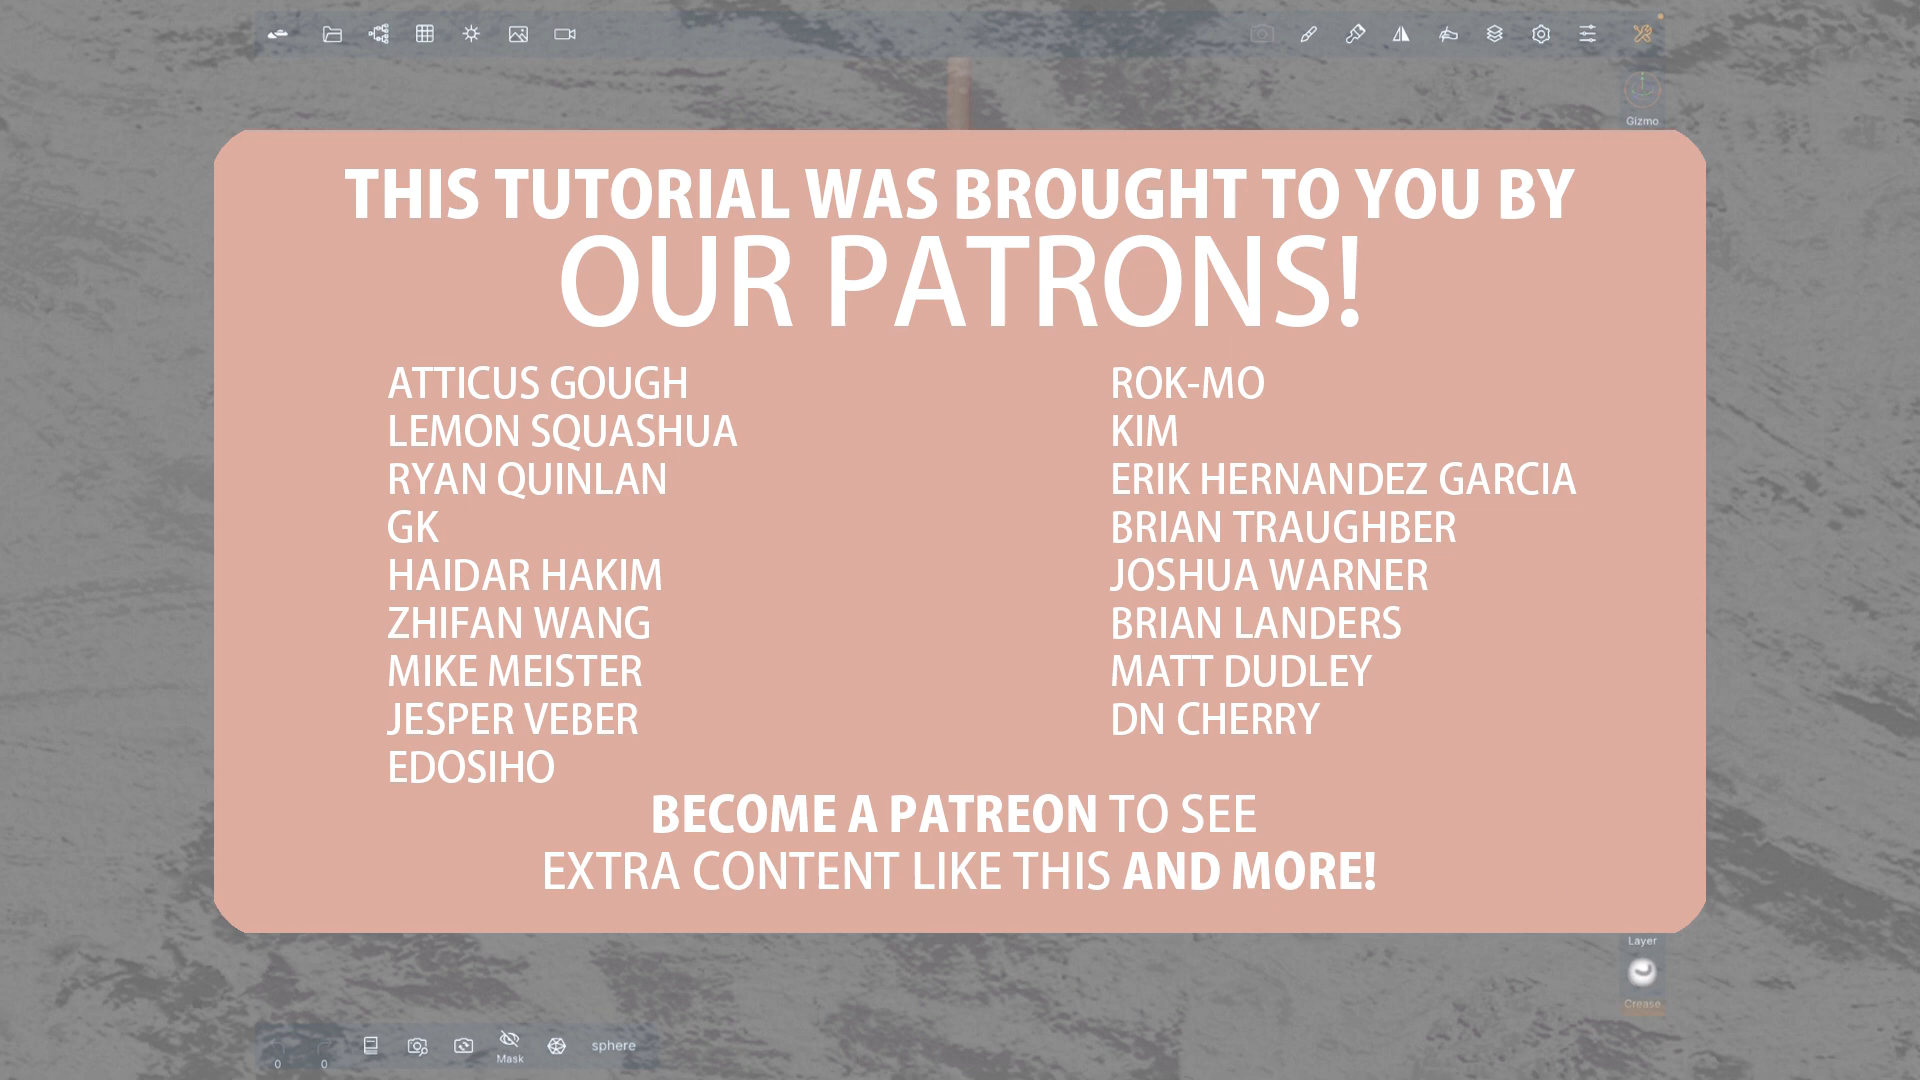 Gizmo
THIS TUTORIAL WAS BROUGHT TO YOU BY
OUR PATRONS!
ATTICUS GOUGH
LEMON SQUASHUA
RYAN QUINLAN
GK
HAIDAR HAKIM
ZHIFAN WANG
MIKE MEISTER
JESPER VEBER
EDOSIHO
ROK-MO
KIM
ERIK HERNANDEZ GARCIA
BRIAN TRAUGHBER
JOSHUA WARNER
BRIAN LANDERS
MATT DUDLEY
DN CHERRY
BECOME A PATREON TO SEE
EXTRA CONTENT LIKE THIS AND MORE!
Layer
Crease
0 0 Mask sphere